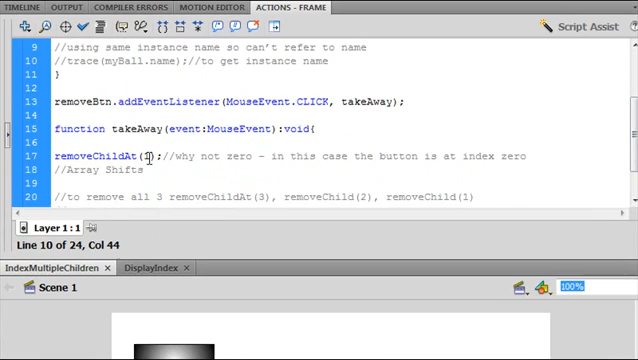 TIMELINE OUTPUT COMPILER ERRORS MOTION EDITOR ACTIONS - FRAME
Script Assist
9 //using same instance name so can't refer to name
10 //trace(myBall.name);//to get instance name
11 }
12
13 removeBtn.addEventListener(MouseEvent.CLICK, takeAway);
14
15 function takeAway(event:MouseEvent):void{
16
17 removeChildAt(1);//why not zero - in this case the button is at index zero
18 //Array Shifts
19
20 //to remove all 3 removeChildAt(3), removeChild(2), removeChild(1)
Layer 1 : 1
Line 10 of 24, Col 44
IndexMultipleChildren × DisplayIndex ×
Scene 1 100%